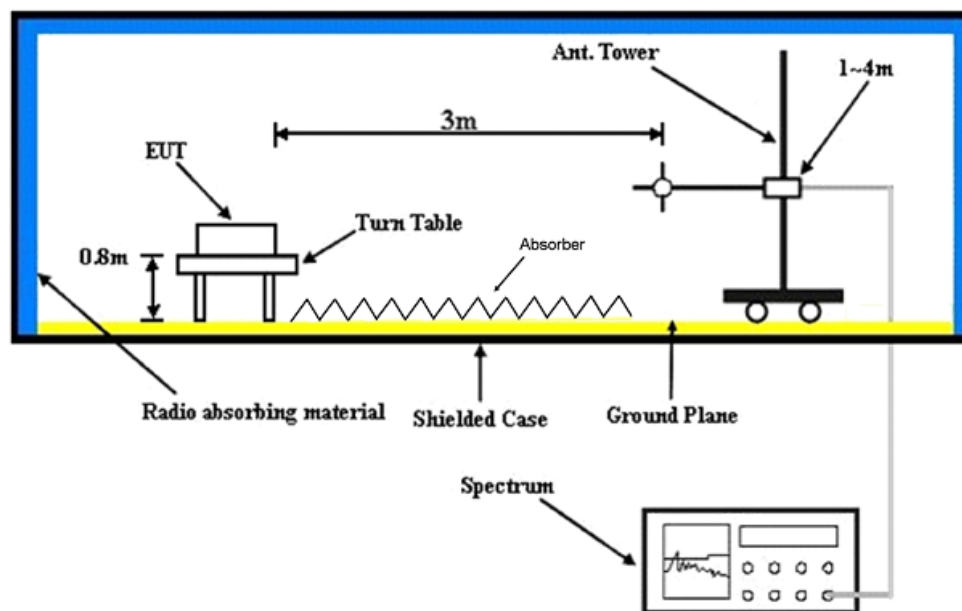 Ant. Tower
1~4m
3m
EUT
Turn Table
0.8m
Absorber
Radio absorbing material
Shielded Case
Ground Plane
Spectrum